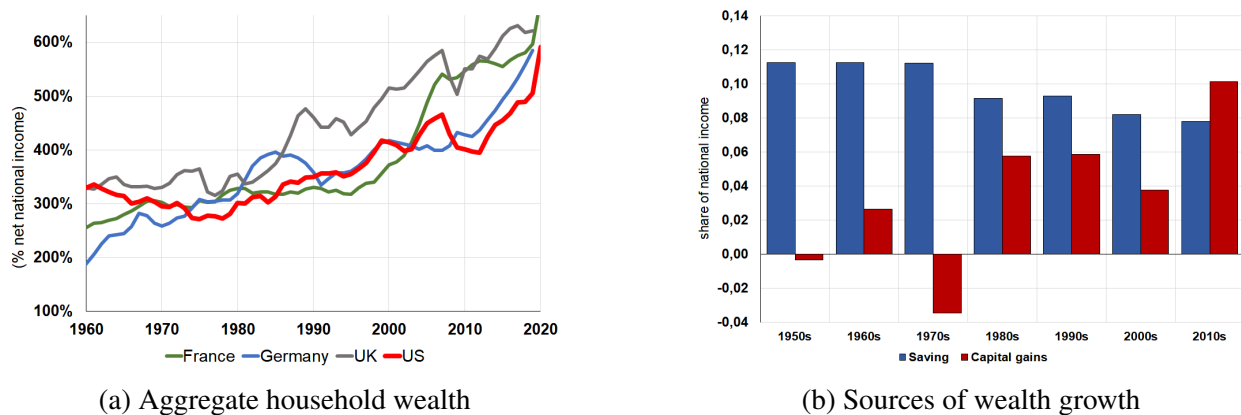 (% net national income)
600%
500%
400%
300%
200%
100%
1960 1970 1980 1990 2000 2010 2020
France Germany UK US
(a) Aggregate household wealth
share of national income
0,14
0,12
0,10
0,08
0,06
0,04
0,02
0,00
-0,02
-0,04
1950s 1960s 1970s 1980s 1990s 2000s 2010s
Saving Capital gains
(b) Sources of wealth growth